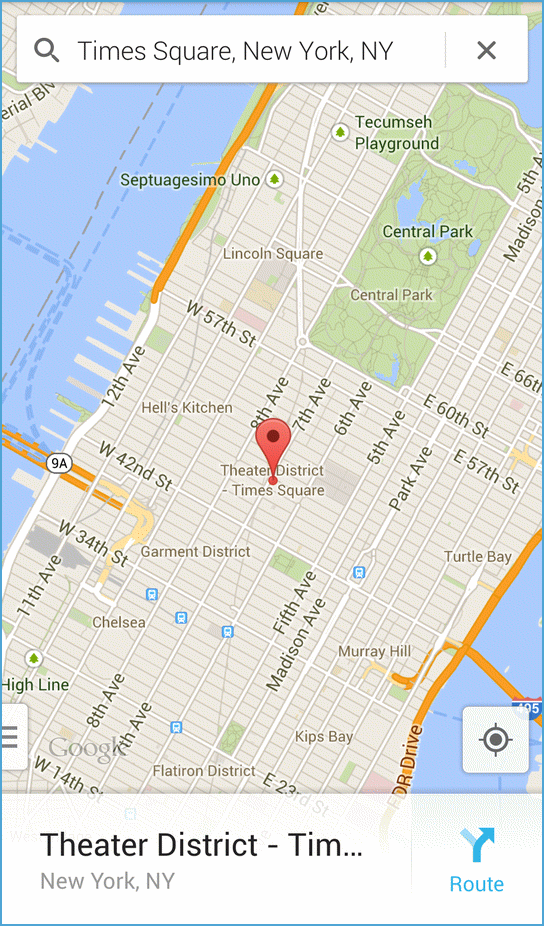 Times Square, New York, NY
Tecumseh
Playground
5th A
Septuagesimo Uno
Central Park
Madison
Lincoln Square
Central Park
W 57th St
12th Ave
E 66th
8th Ave
7th Ave
6th Ave
5th Ave
Hell's Kitchen
E 60th St
E 57th St
9A
W 42nd St
Theater District
- Times Square
Park Ave
W 34th St
Garment District
Turtle Bay
11th Ave
Fifth Ave
Madison Ave
Chelsea
Murray Hill
High Line
8th Ave
7th Ave
495
Google
Kips Bay
FDR Drive
W 14th St
Flatiron District
E 23rd St
Theater District - Tim...
New York, NY
Route